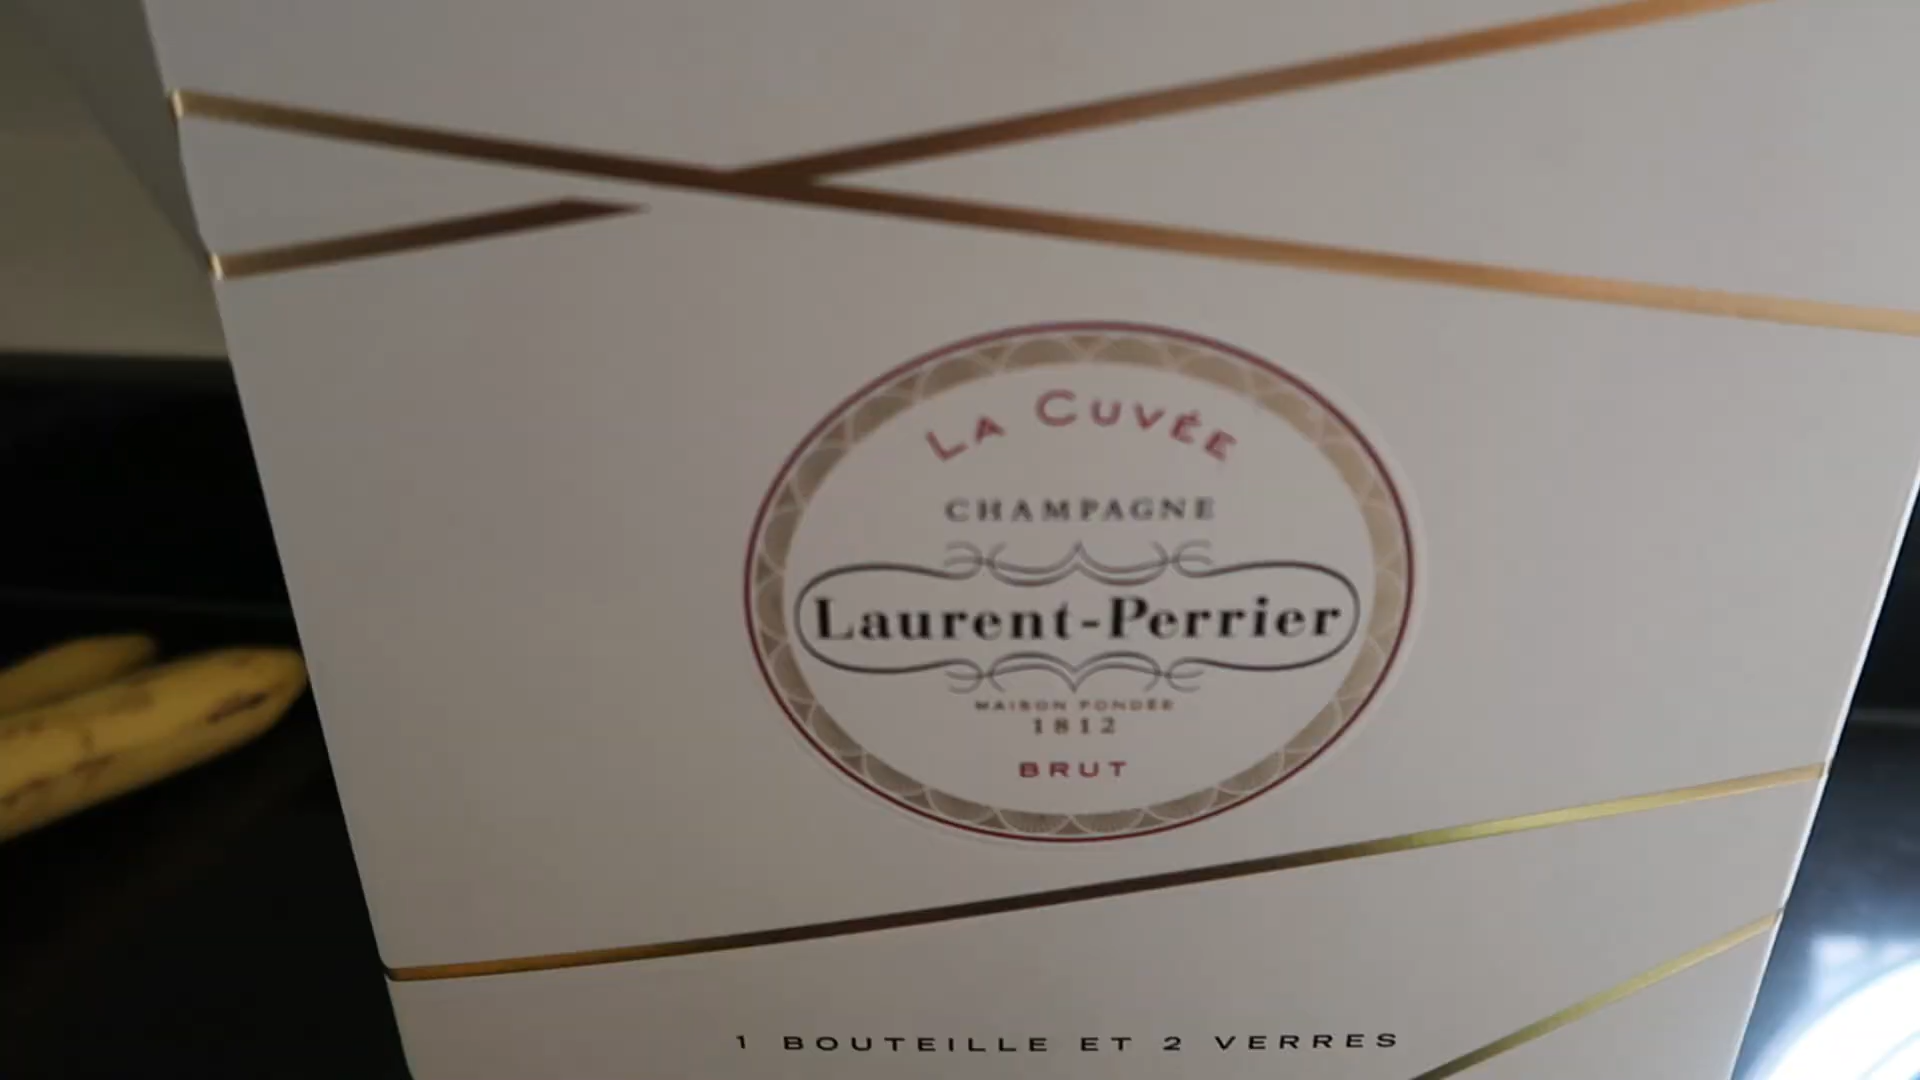 LA CUVÉE
CHAMPAGNE
Laurent-Perrier
MAISON FONDÉE
1812
BRUT
1 BOUTEILLE ET 2 VERRES